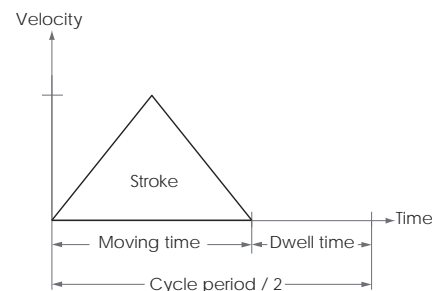 Velocity
Stroke
Time
Moving time
Dwell time
Cycle period / 2